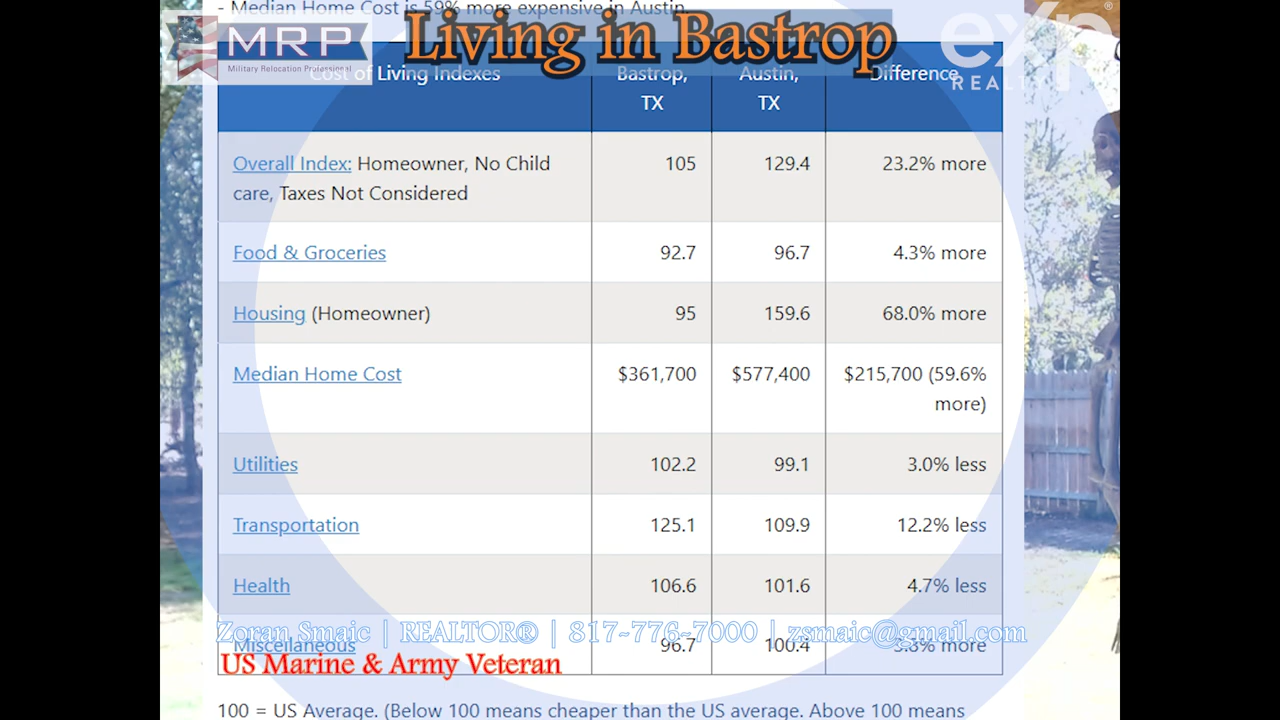 - Median Home Cost is 59% more expensive in Austin.
MRP
Military Relocation Professional
Living in Bastrop
eXp
REALTY
®
Cost of Living Indexes Bastrop, TX Austin, TX Difference
Overall Index: Homeowner, No Child care, Taxes Not Considered 105 129.4 23.2% more
Food & Groceries 92.7 96.7 4.3% more
Housing (Homeowner) 95 159.6 68.0% more
Median Home Cost $361,700 $577,400 $215,700 (59.6% more)
Utilities 102.2 99.1 3.0% less
Transportation 125.1 109.9 12.2% less
Health 106.6 101.6 4.7% less
Zoran Smaic | REALTOR® | 817-776-7000 | zsmaic@gmail.com
Miscellaneous 96.7 100.4 3.8% more
US Marine & Army Veteran
100 = US Average. (Below 100 means cheaper than the US average. Above 100 means